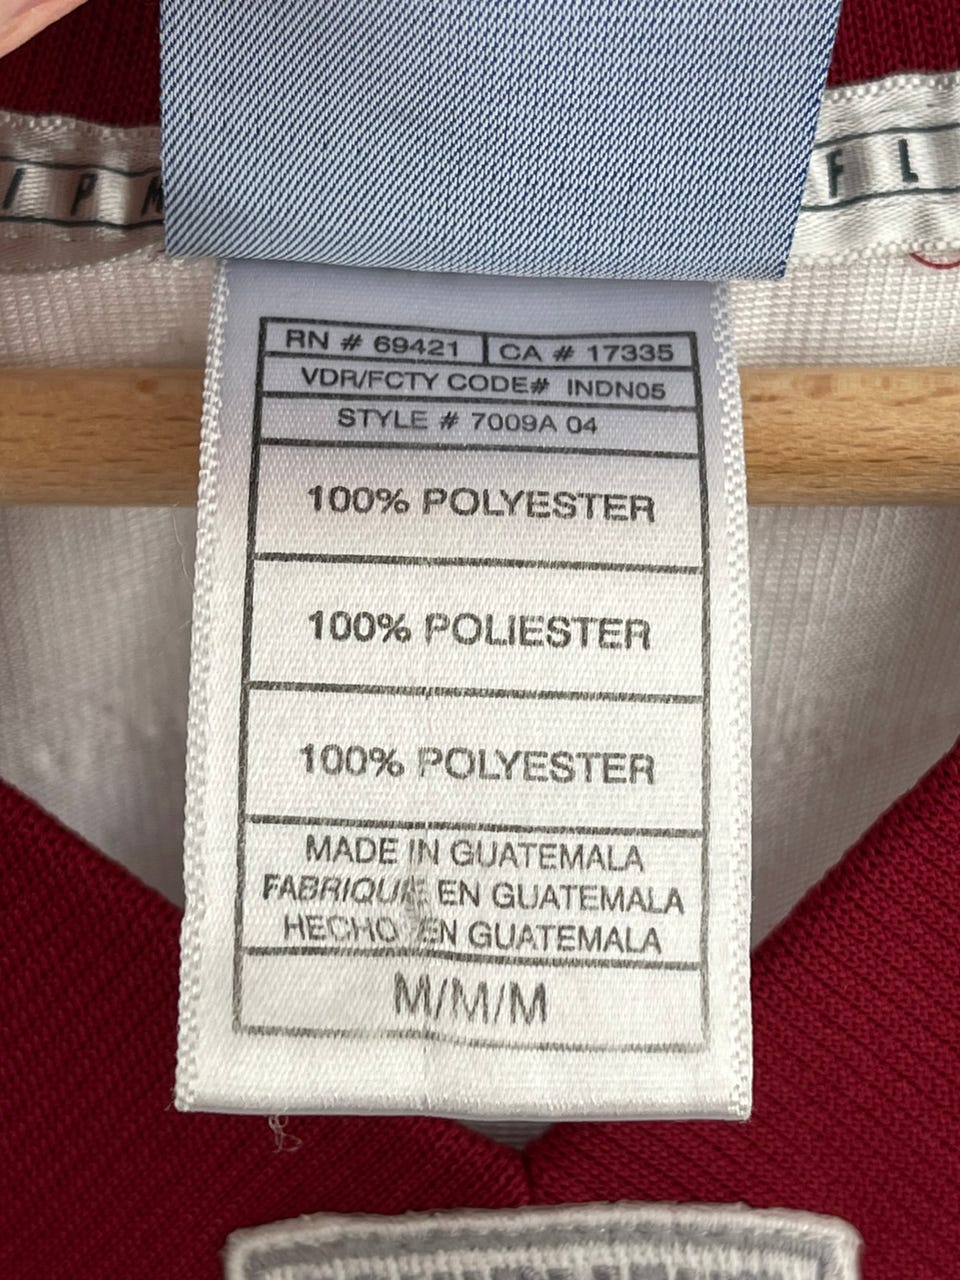 I P M
F L
RN # 69421 CA # 17335
VDR/FCTY CODE# INDN05
STYLE # 7009A 04
100% POLYESTER
100% POLIESTER
100% POLYESTER
MADE IN GUATEMALA
FABRIQUE EN GUATEMALA
HECHO EN GUATEMALA
M/M/M